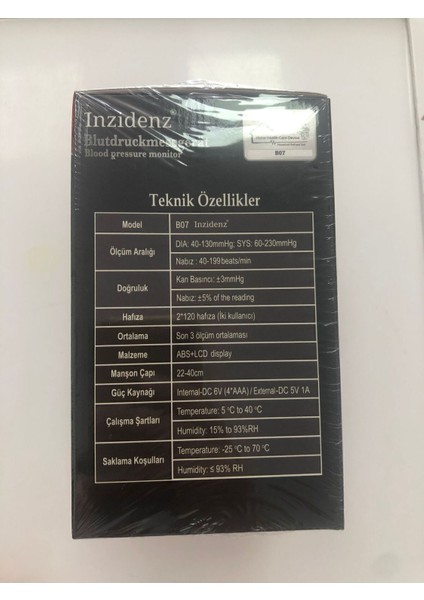 Inzidenz®
Blutdruckmessgerät
Blood pressure monitor
B07
Teknik Özellikler
Model B07 Inzidenz®
Ölçüm Aralığı DIA: 40-130mmHg; SYS: 60-230mmHg
Nabız : 40-199beats/min
Doğruluk Kan Basıncı: ±3mmHg
Nabız: ±5% of the reading
Hafıza 2*120 hafıza (İki kullanıcı)
Ortalama Son 3 ölçüm ortalaması
Malzeme ABS+LCD display
Manşon Çapı 22-40cm
Güç Kaynağı Internal-DC 6V (4*AAA) / External-DC 5V 1A
Çalışma Şartları Temperature: 5 °C to 40 °C
Humidity: 15% to 93%RH
Saklama Koşulları Temperature: -25 °C to 70 °C
Humidity: ≤ 93% RH